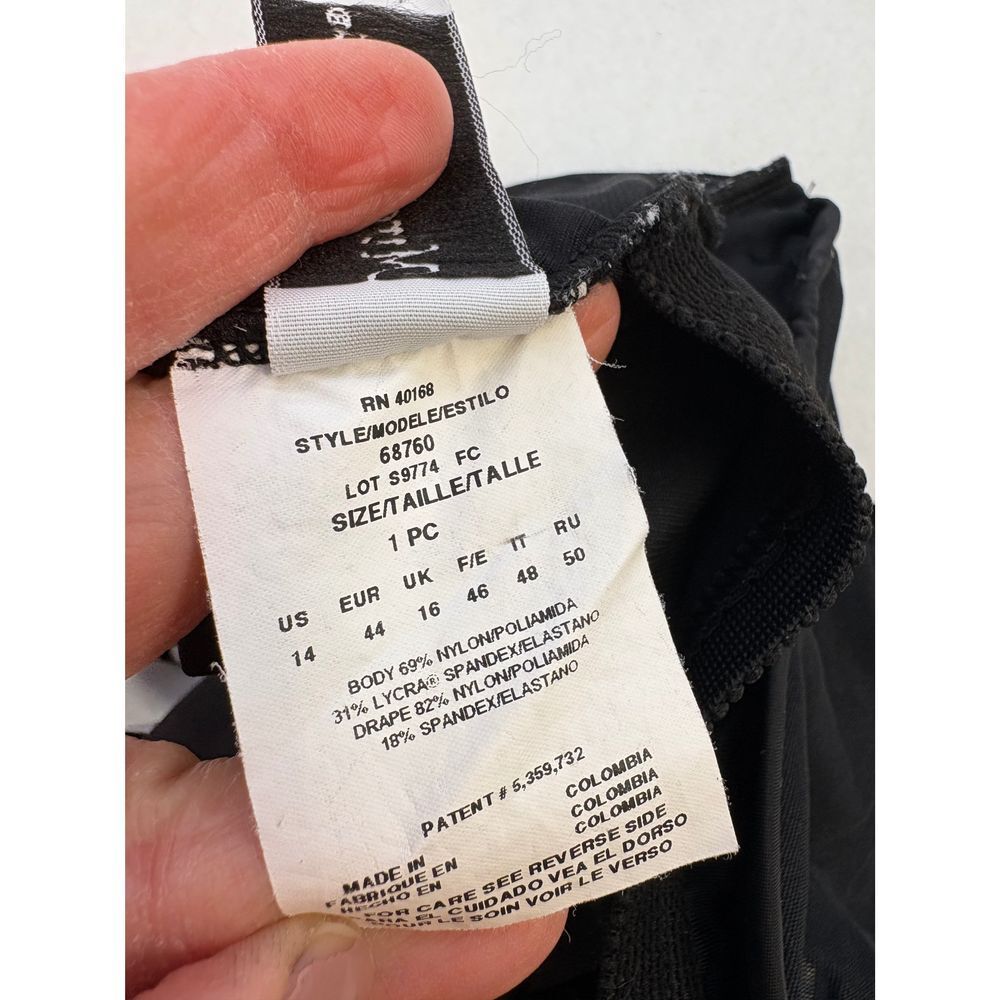 RN 40168
STYLE/MODELE/ESTILO
68760
LOT S9774 FC
SIZE/TAILLE/TALLE
1 PC
US EUR UK F/E IT RU
14 44 16 46 48 50
BODY 69% NYLON/POLIAMIDA
31% LYCRA® SPANDEX/ELASTANO
DRAPE 82% NYLON/POLIAMIDA
18% SPANDEX/ELASTANO
PATENT # 5,359,732
MADE IN COLOMBIA
FABRIQUE EN COLOMBIA
HECHO EN COLOMBIA
FOR CARE SEE REVERSE SIDE
PARA EL CUIDADO VEA EL DORSO
POUR LE SOIN VOIR LE VERSO